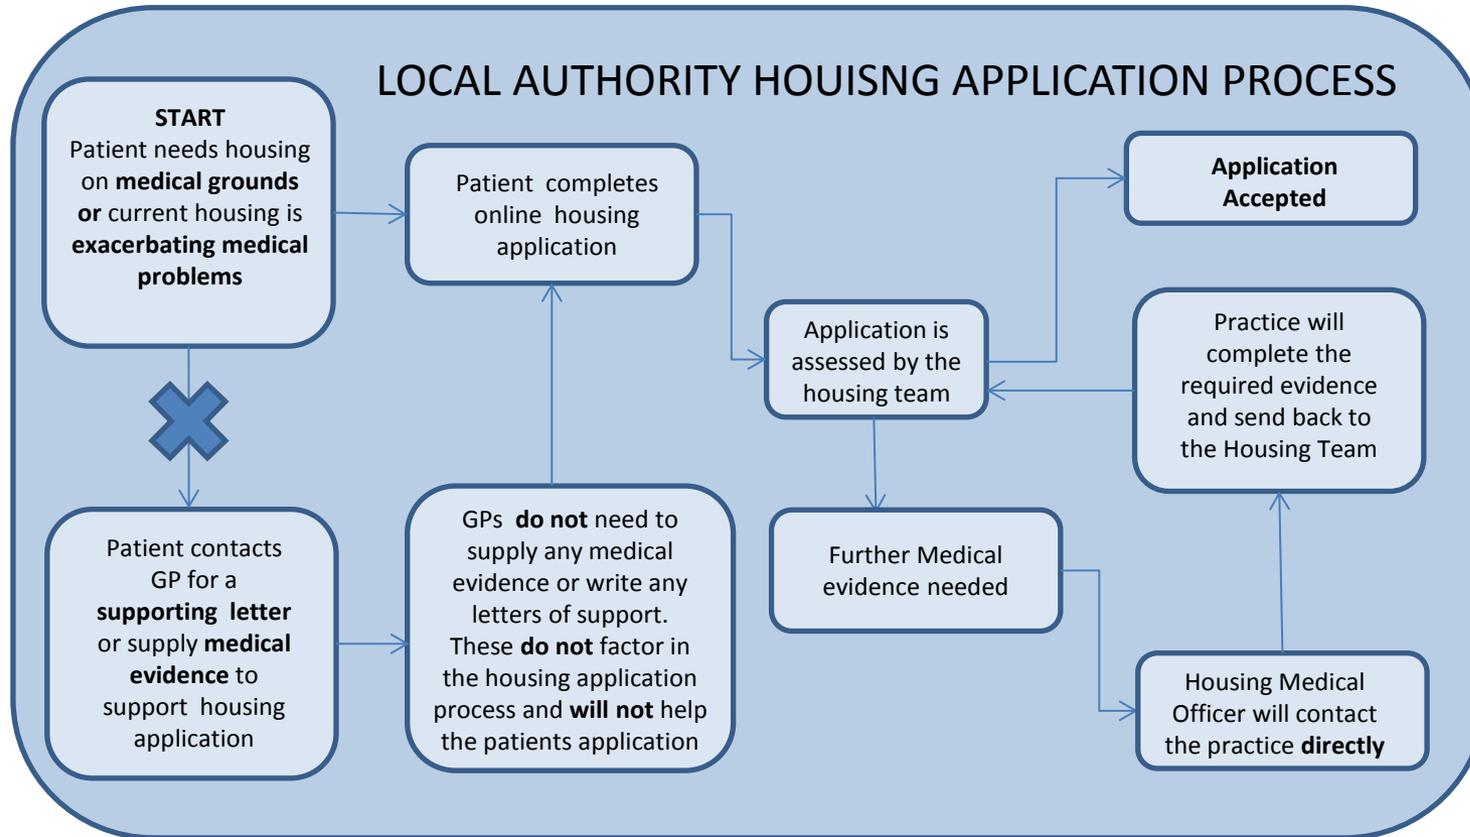 LOCAL AUTHORITY HOUISNG APPLICATION PROCESS
START
Patient needs housing
on medical grounds
or current housing is
exacerbating medical
problems
Patient completes
online housing
application
Application
Accepted
Application is
assessed by the
housing team
Practice will
complete the
required evidence
and send back to
the Housing Team
Patient contacts
GP for a
supporting letter
or supply medical
evidence to
support housing
application
GPs do not need to
supply any medical
evidence or write any
letters of support.
These do not factor in
the housing application
process and will not help
the patients application
Further Medical
evidence needed
Housing Medical
Officer will contact
the practice directly